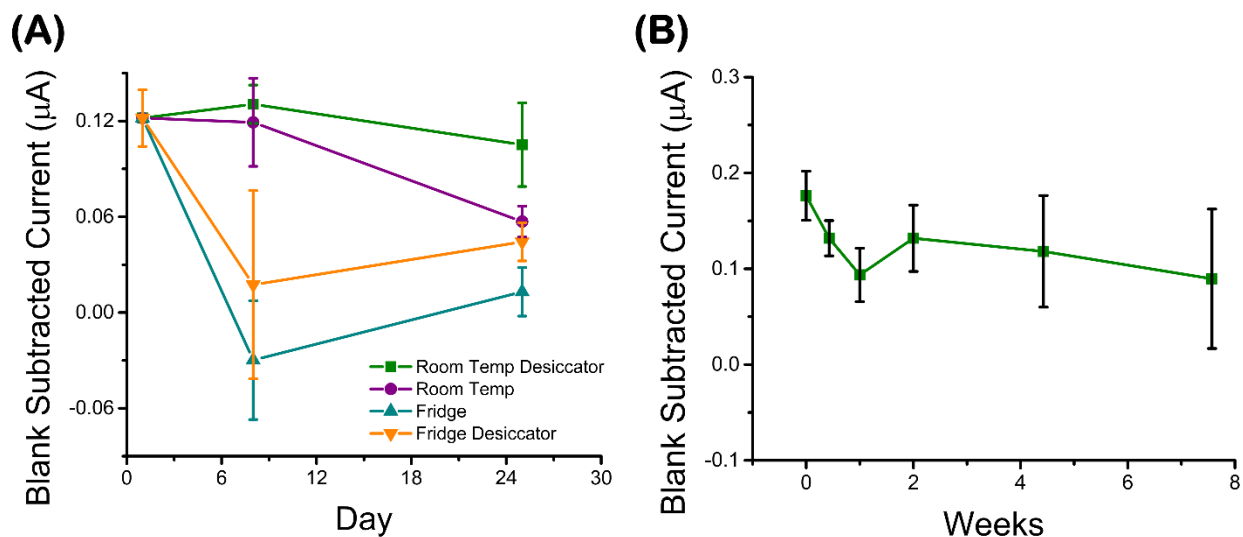 (A)
Blank Subtracted Current (μA)
0.12
0.06
0.00
-0.06
0
6
12
18
24
30
Day
Room Temp Desiccator
Room Temp
Fridge
Fridge Desiccator
(B)
Blank Subtracted Current (μA)
0.3
0.2
0.1
0.0
-0.1
0
2
4
6
8
Weeks